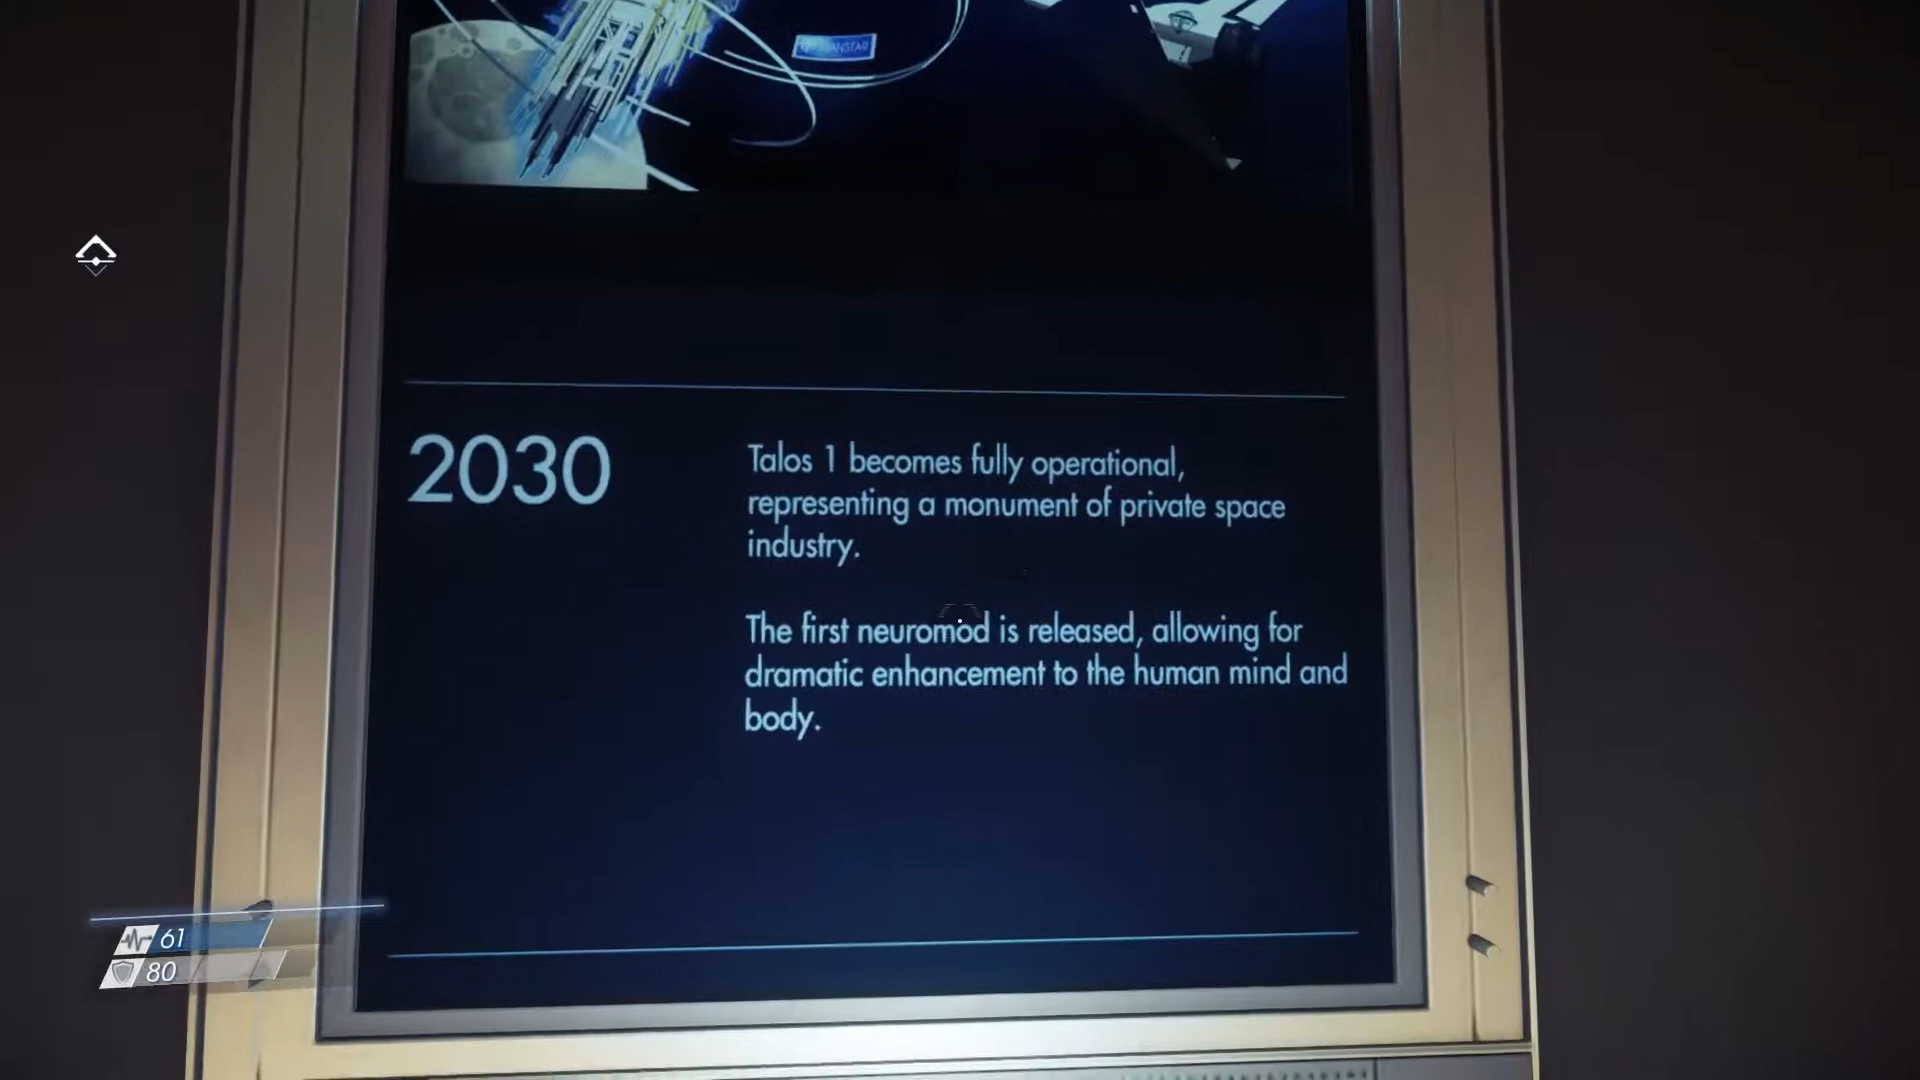 TRANSTAR
2030
Talos 1 becomes fully operational,
representing a monument of private space
industry.
The first neuromod is released, allowing for
dramatic enhancement to the human mind and
body.
61
80